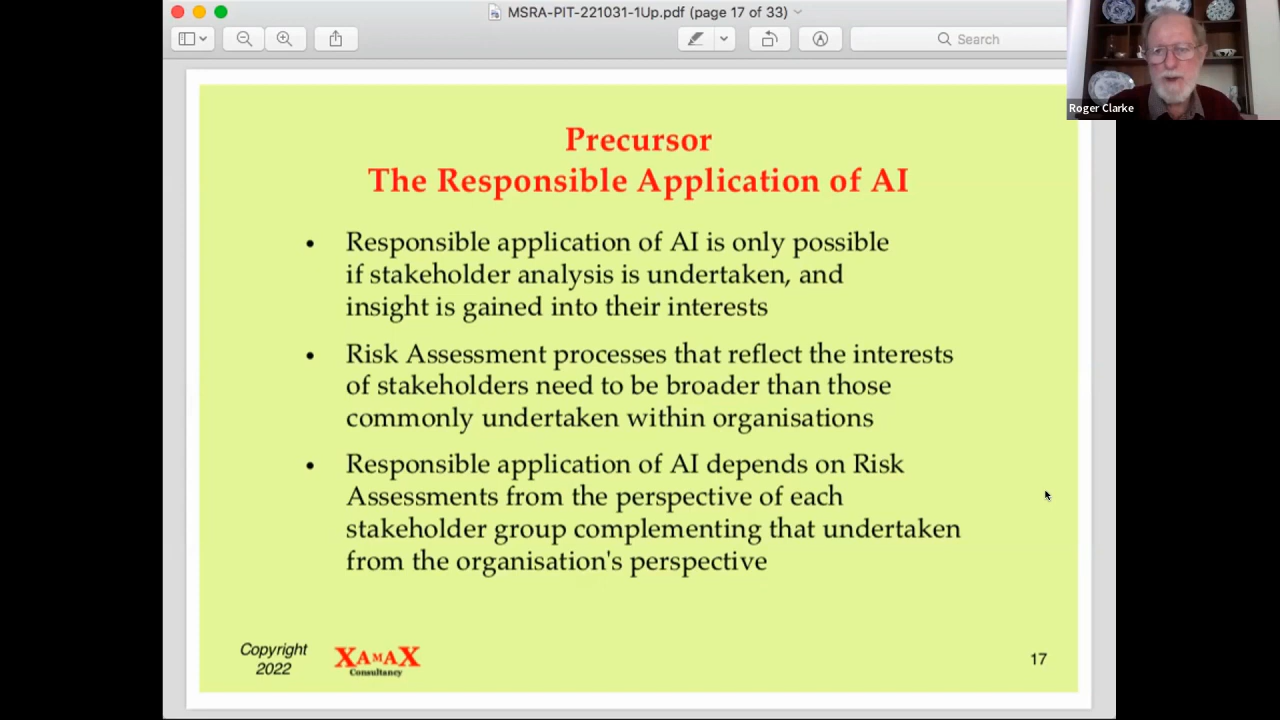 MSRA-PIT-221031-1Up.pdf (page 17 of 33)
Search
Roger Clarke
Precursor
The Responsible Application of AI
• Responsible application of AI is only possible
if stakeholder analysis is undertaken, and
insight is gained into their interests
• Risk Assessment processes that reflect the interests
of stakeholders need to be broader than those
commonly undertaken within organisations
• Responsible application of AI depends on Risk
Assessments from the perspective of each
stakeholder group complementing that undertaken
from the organisation's perspective
Copyright
2022
XAMAX
Consultancy
17